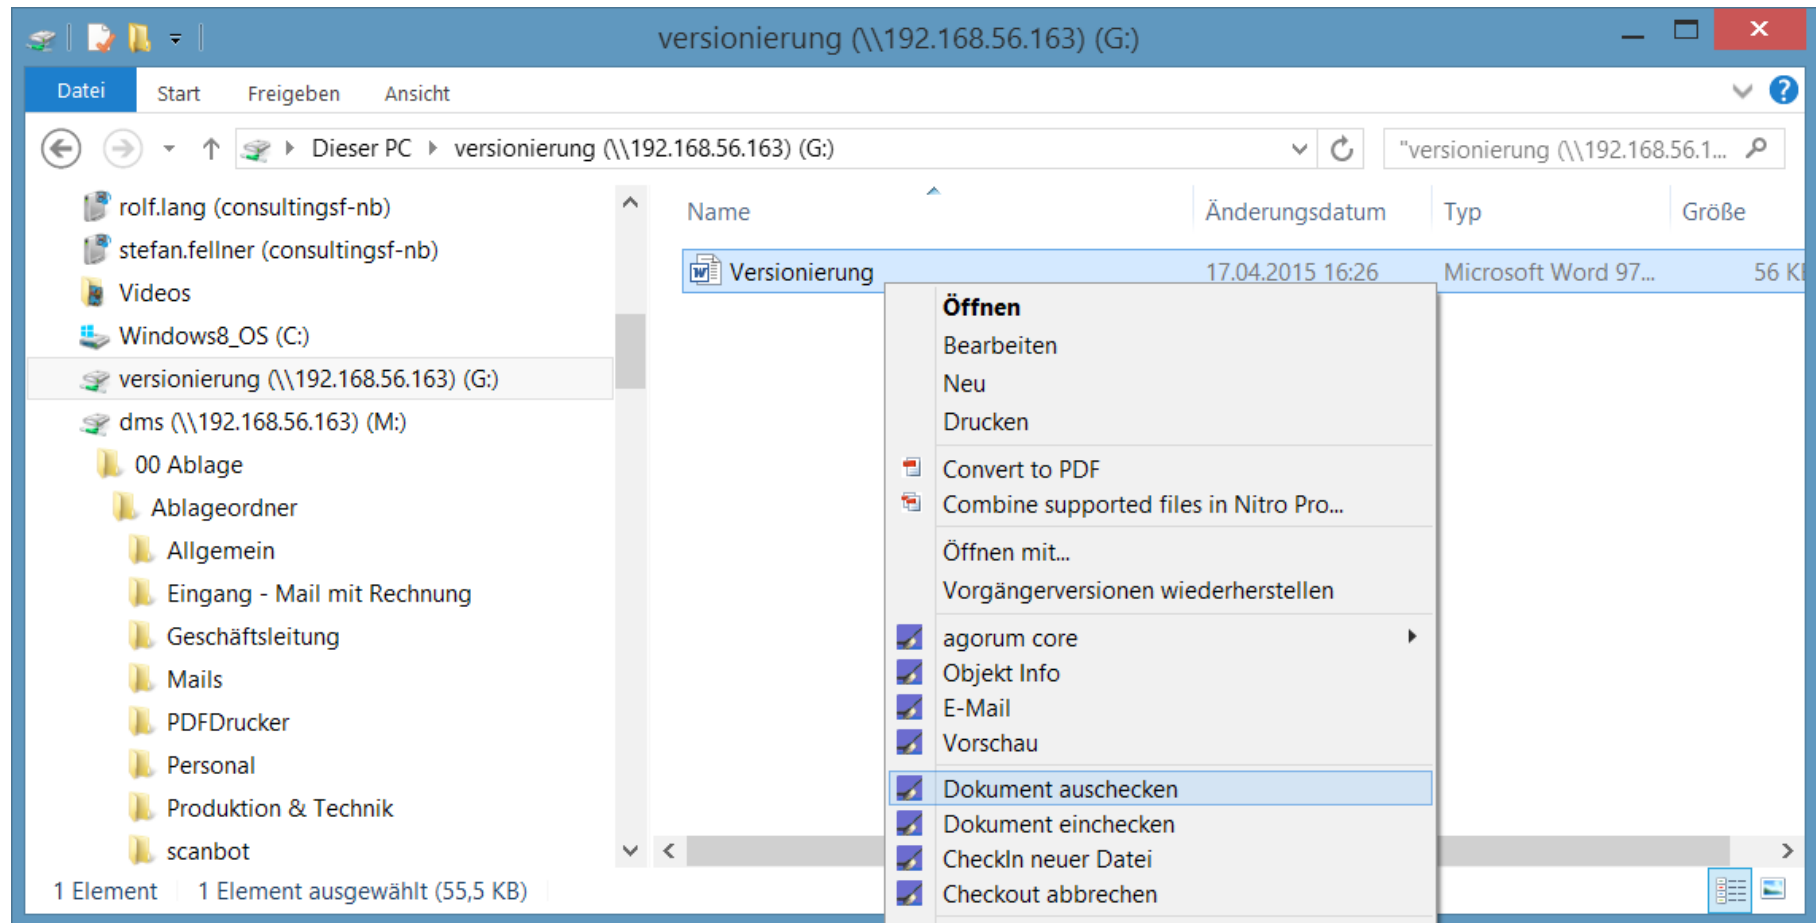 versionierung (\\192.168.56.163) (G:)
Datei Start Freigeben Ansicht
Dieser PC versionierung (\\192.168.56.163) (G:)
"versionierung (\\192.168.56.1...
rolf.lang (consultingsf-nb)
stefan.fellner (consultingsf-nb)
Videos
Windows8_OS (C:)
versionierung (\\192.168.56.163) (G:)
dms (\\192.168.56.163) (M:)
00 Ablage
Ablageordner
Allgemein
Eingang - Mail mit Rechnung
Geschäftsleitung
Mails
PDFDrucker
Personal
Produktion & Technik
scanbot
Name Änderungsdatum Typ Größe
Versionierung 17.04.2015 16:26 Microsoft Word 97... 56 K
Öffnen
Bearbeiten
Neu
Drucken
Convert to PDF
Combine supported files in Nitro Pro...
Öffnen mit...
Vorgängerversionen wiederherstellen
agorum core
Objekt Info
E-Mail
Vorschau
Dokument auschecken
Dokument einchecken
CheckIn neuer Datei
Checkout abbrechen
1 Element 1 Element ausgewählt (55,5 KB)